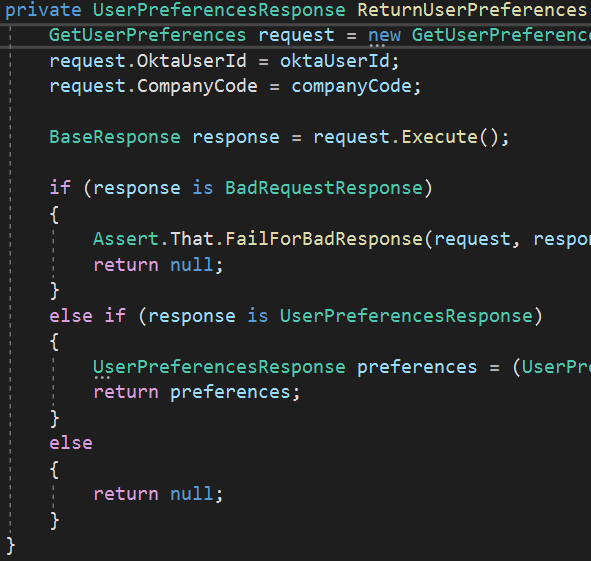 private UserPreferencesResponse ReturnUserPreferences
GetUserPreferences request = new GetUserPreference
request.OktaUserId = oktaUserId;
request.CompanyCode = companyCode;
BaseResponse response = request.Execute();
if (response is BadRequestResponse)
{
Assert.That.FailForBadResponse(request, respon
return null;
}
else if (response is UserPreferencesResponse)
{
UserPreferencesResponse preferences = (UserPre
return preferences;
}
else
{
return null;
}
}